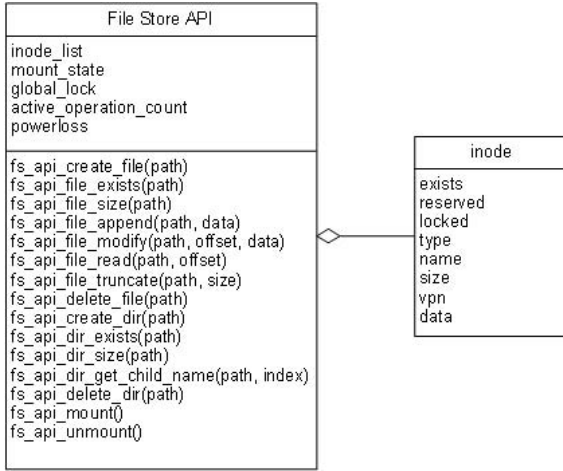 File Store API
inode_list
mount_state
global_lock
active_operation_count
powerloss
fs_api_create_file(path)
fs_api_file_exists(path)
fs_api_file_size(path)
fs_api_file_append(path, data)
fs_api_file_modify(path, offset, data)
fs_api_file_read(path, offset)
fs_api_file_truncate(path, size)
fs_api_delete_file(path)
fs_api_create_dir(path)
fs_api_dir_exists(path)
fs_api_dir_size(path)
fs_api_dir_get_child_name(path, index)
fs_api_delete_dir(path)
fs_api_mount()
fs_api_unmount()
inode
exists
reserved
locked
type
name
size
vpn
data